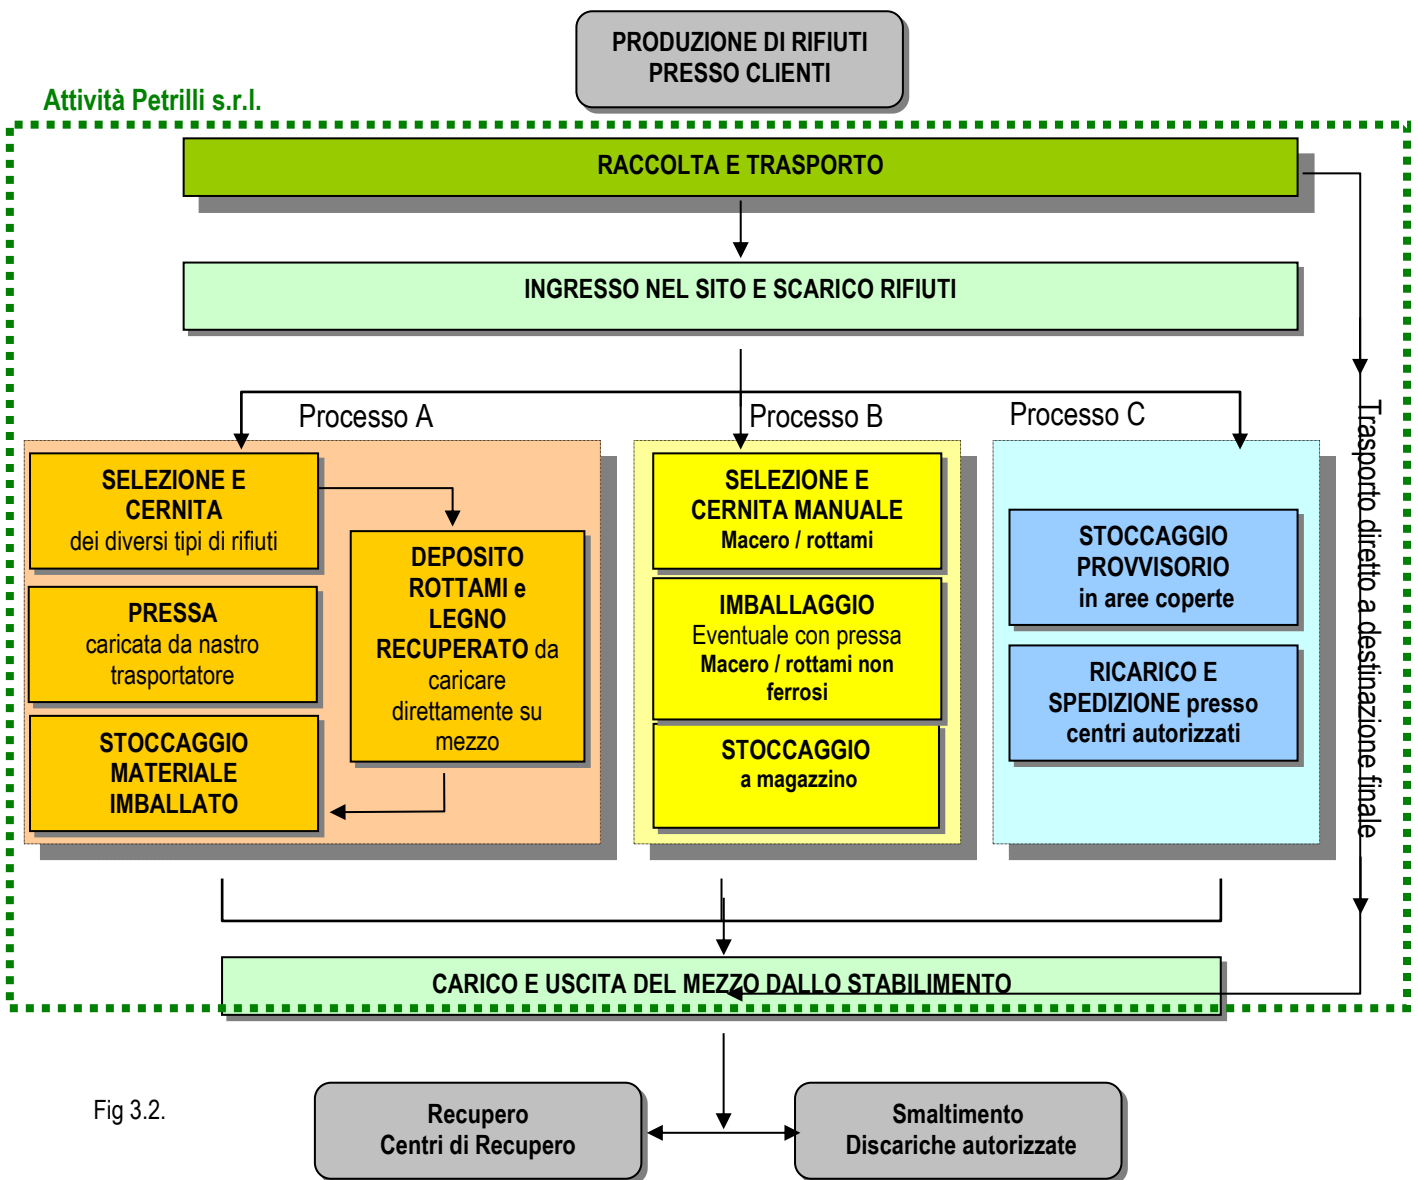 PRODUZIONE DI RIFIUTI
PRESSO CLIENTI
Attività Petrilli s.r.l.
RACCOLTA E TRASPORTO
INGRESSO NEL SITO E SCARICO RIFIUTI
Processo A
Processo B
Processo C
SELEZIONE E
CERNITA
dei diversi tipi di rifiuti
PRESSA
caricata da nastro
trasportatore
STOCCAGGIO
MATERIALE
IMBALLATO
DEPOSITO
ROTTAMI e
LEGNO
RECUPERATO da
caricare
direttamente su
mezzo
SELEZIONE E
CERNITA MANUALE
Macero / rottami
IMBALLAGGIO
Eventuale con pressa
Macero / rottami non
ferrosi
STOCCAGGIO
a magazzino
STOCCAGGIO
PROVVISORIO
in aree coperte
RICARICO E
SPEDIZIONE presso
centri autorizzati
Trasporto diretto a destinazione finale
CARICO E USCITA DEL MEZZO DALLO STABILIMENTO
Fig 3.2.
Recupero
Centri di Recupero
Smaltimento
Discariche autorizzate